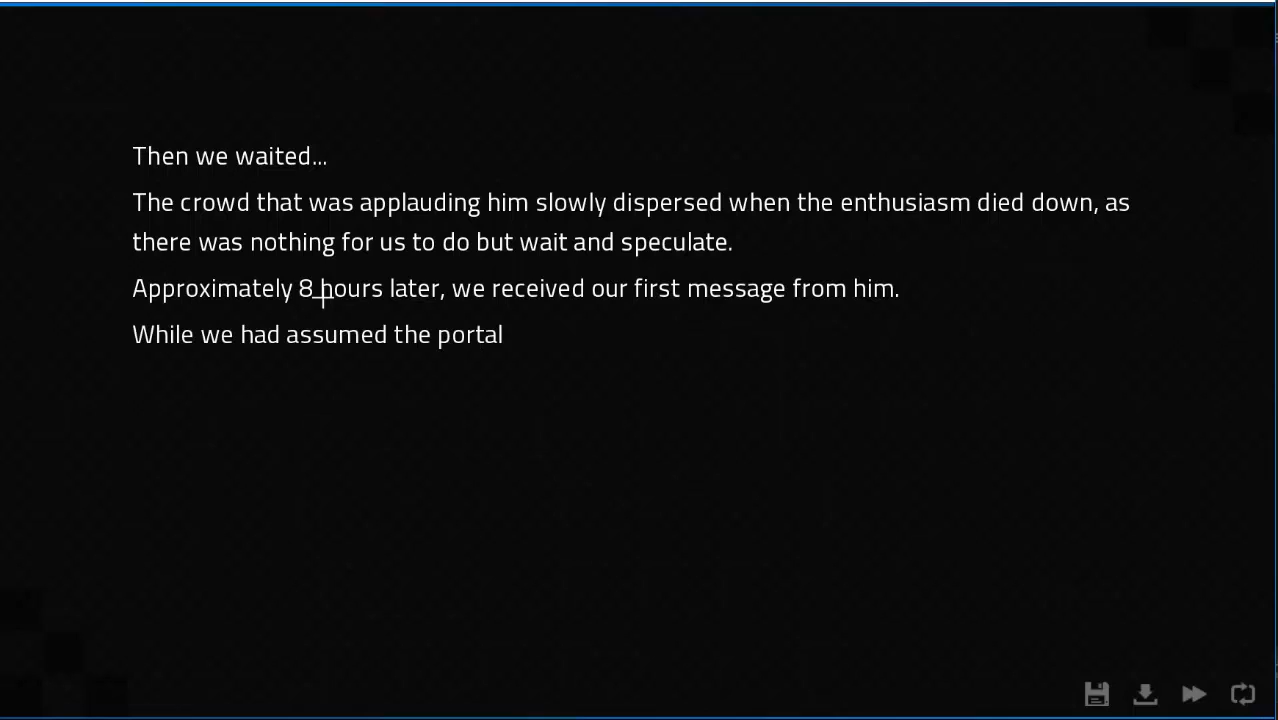 Then we waited...
The crowd that was applauding him slowly dispersed when the enthusiasm died down, as
there was nothing for us to do but wait and speculate.
Approximately 8 hours later, we received our first message from him.
While we had assumed the portal